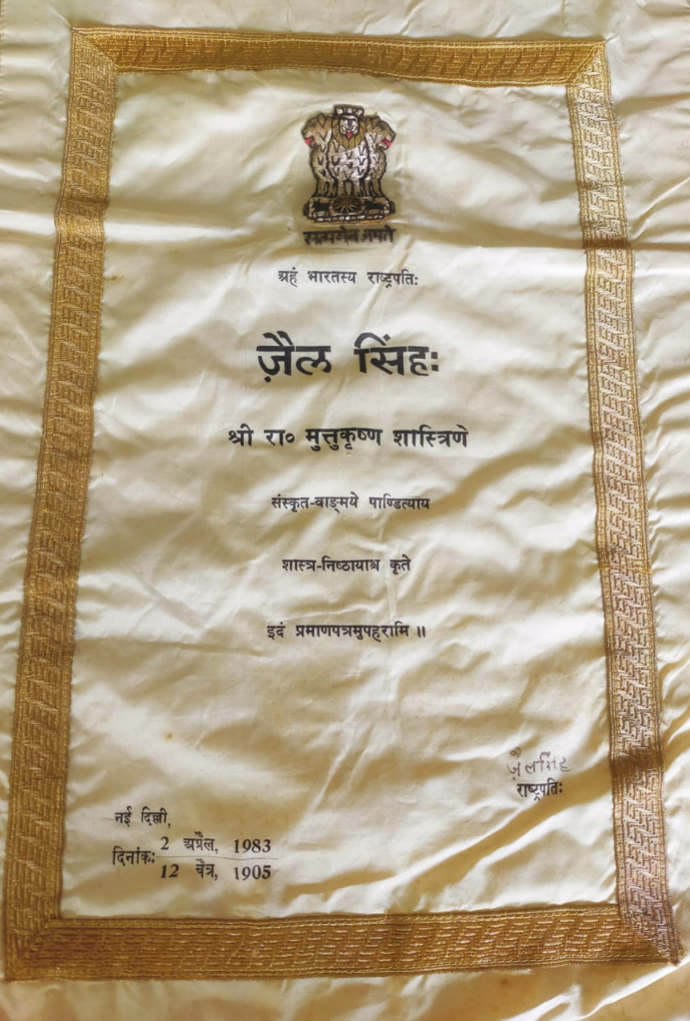 सत्यमेव जयते
अहं भारतस्य राष्ट्रपतिः
ज़ैल सिंहः
श्री रा० मुत्तुकृष्ण शास्त्रिणे
संस्कृत-वाङ्मये पाण्डित्याय
शास्त्र-निष्ठायाश्च कृते
इदं प्रमाणपत्रमुपहरामि ॥
ज़ैलसिंह
राष्ट्रपतिः
नई दिल्ली,
दिनांकः 2 अप्रैल, 1983
12 चैत्र, 1905